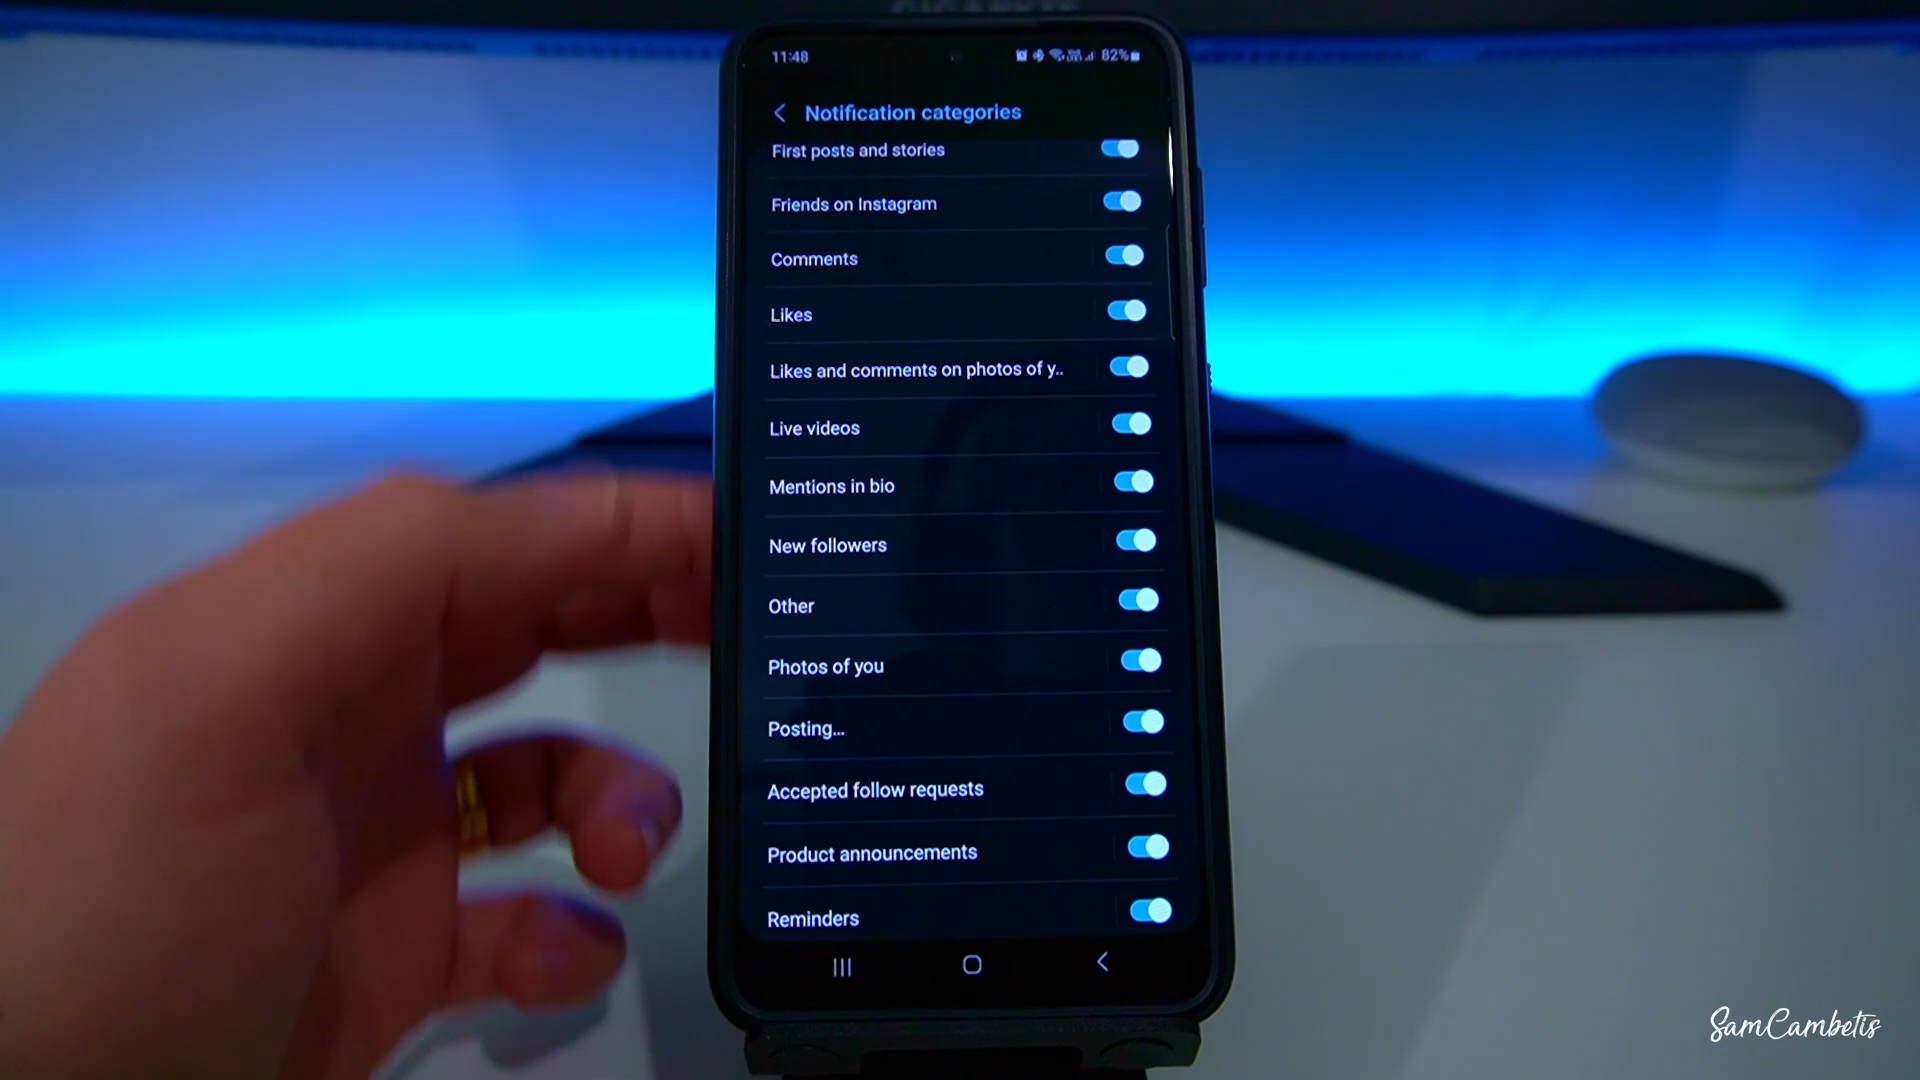 11:48
82%
Notification categories
First posts and stories
Friends on Instagram
Comments
Likes
Likes and comments on photos of y..
Live videos
Mentions in bio
New followers
Other
Photos of you
Posting...
Accepted follow requests
Product announcements
Reminders
SamCambetis